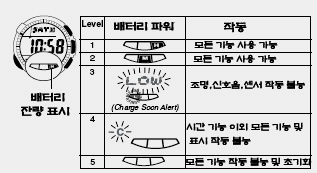 SAT
10:58
배터리
잔량 표시
Level 배터리 파워 작동
1 모든 기능 사용 가능
2 모든 기능 사용 가능
3 LOW (Charge Soon Alert) 조명,신호음,센서 작동 불능
4 C 시간 기능 이외 모든 기능 및
표시 작동 불능
5 모든 기능 작동 불능 및 초기화